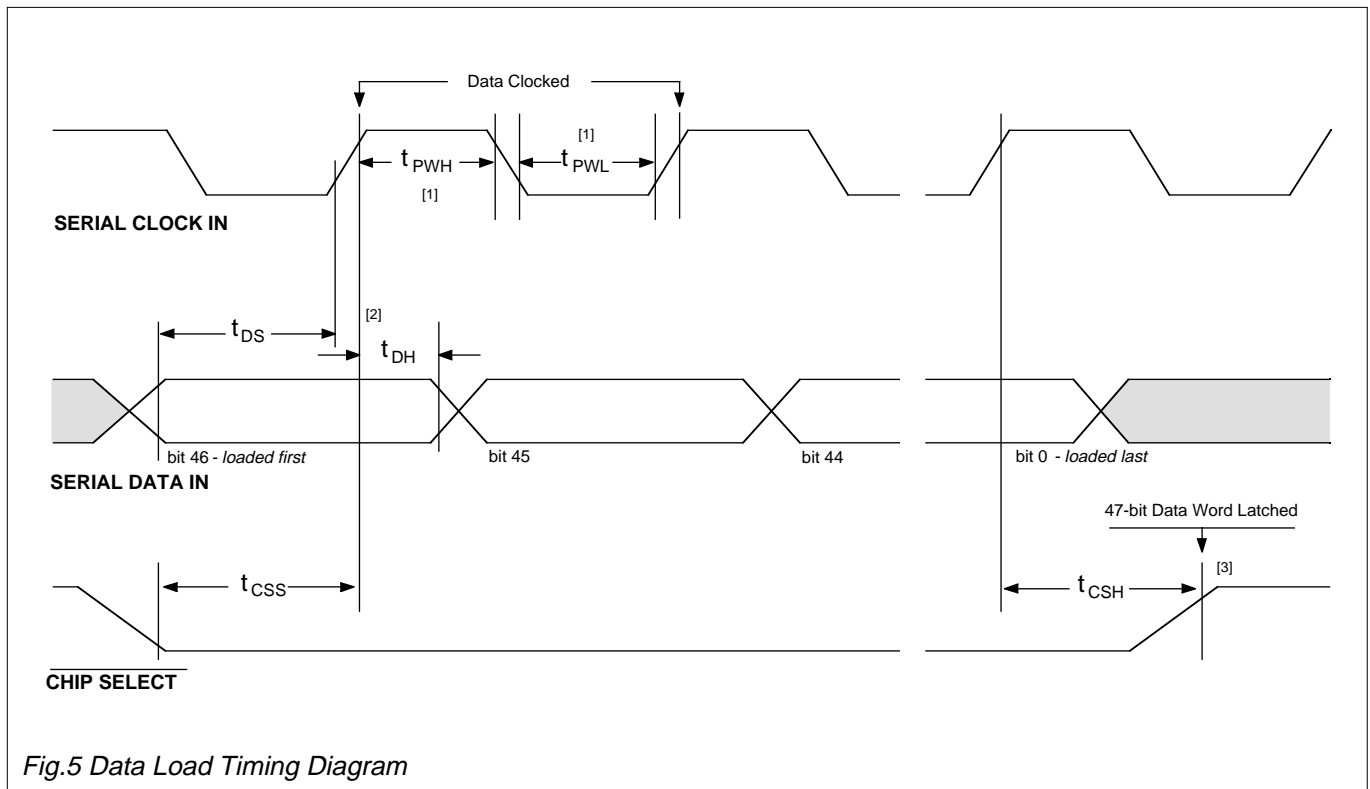 Data Clocked
[1]
t PWH
t PWL
[1]
SERIAL CLOCK IN
[2]
t DS
t DH
bit 46 - loaded first
bit 45
bit 44
bit 0 - loaded last
SERIAL DATA IN
47-bit Data Word Latched
[3]
t CSS
t CSH
CHIP SELECT
Fig.5 Data Load Timing Diagram